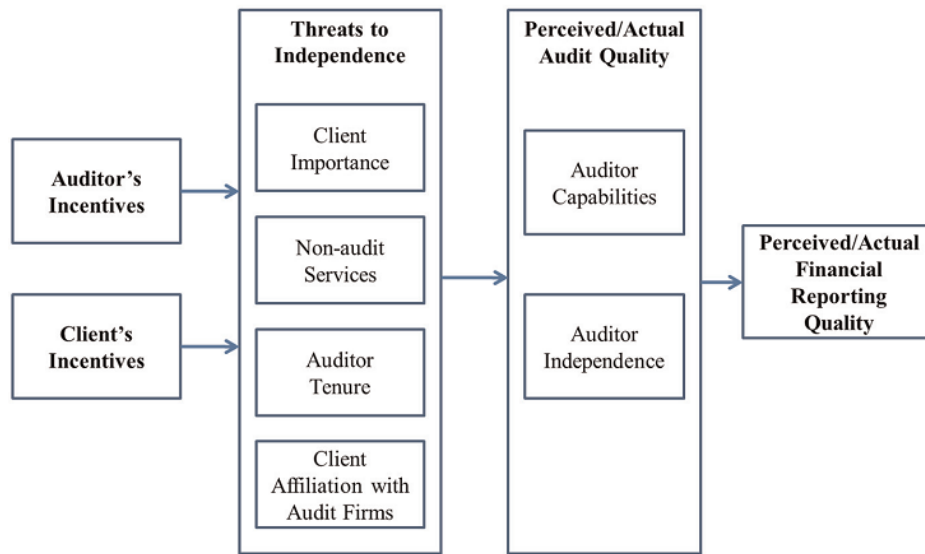 Auditor's
Incentives
Client's
Incentives
Threats to
Independence
Client
Importance
Non-audit
Services
Auditor
Tenure
Client
Affiliation with
Audit Firms
Perceived/Actual
Audit Quality
Auditor
Capabilities
Auditor
Independence
Perceived/Actual
Financial
Reporting
Quality